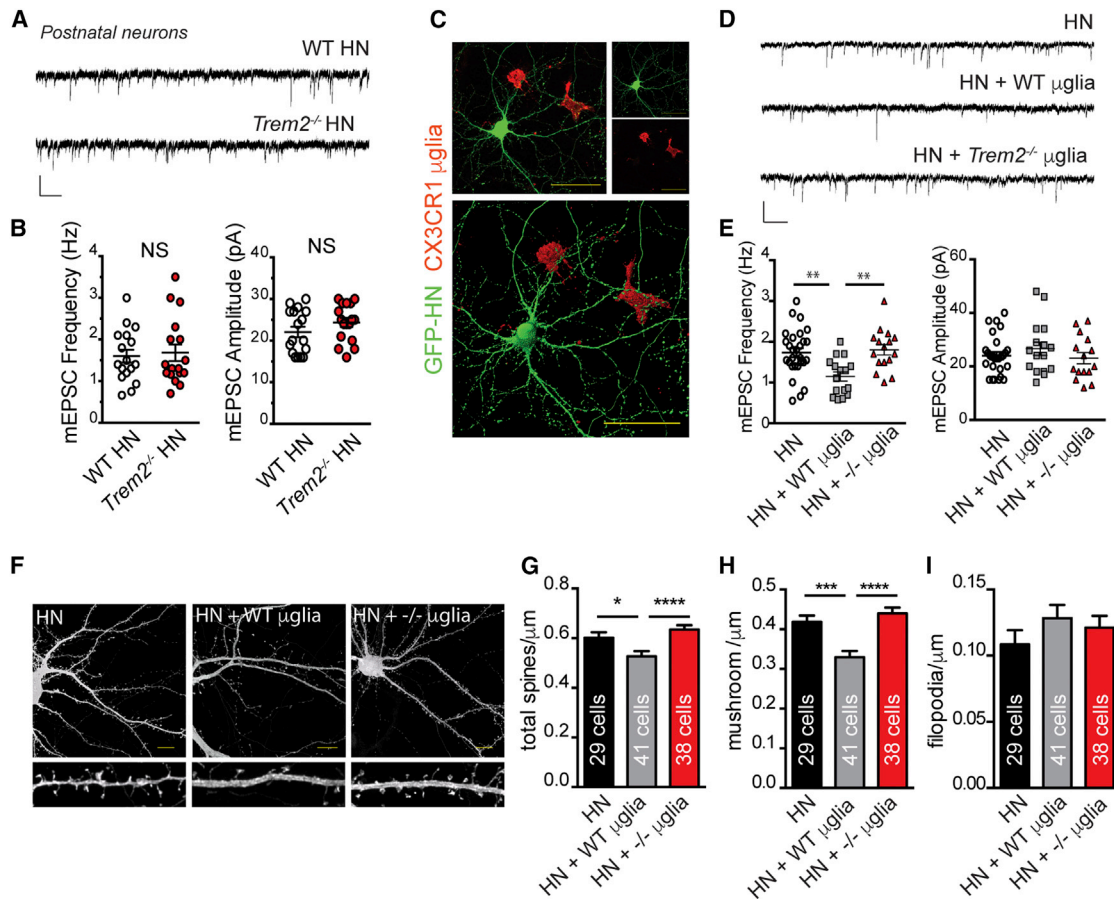 A
Postnatal neurons
WT HN
Trem2-/- HN
B
mEPSC Frequency (Hz)
4
3
2
1
0
NS
WT HN
Trem2-/- HN
mEPSC Amplitude (pA)
40
30
20
10
0
NS
WT HN
Trem2-/- HN
C
GFP-HN CX3CR1 μglia
D
HN
HN + WT μglia
HN + Trem2-/- μglia
E
mEPSC Frequency (Hz)
4
3
2
1
0
** **
HN
HN + WT μglia
HN + -/- μglia
mEPSC Amplitude (pA)
60
40
20
0
HN
HN + WT μglia
HN + -/- μglia
F
HN
HN + WT μglia
HN + -/- μglia
G
total spines/μm
0.8
0.6
0.4
0.2
0.0
* ****
29 cells
41 cells
38 cells
HN
HN + WT μglia
HN + -/- μglia
H
mushroom /μm
0.5
0.4
0.3
0.2
0.1
0.0
*** ****
29 cells
41 cells
38 cells
HN
HN + WT μglia
HN + -/- μglia
I
filopodia/μm
0.15
0.10
0.05
0.00
29 cells
41 cells
38 cells
HN
HN + WT μglia
HN + -/- μglia